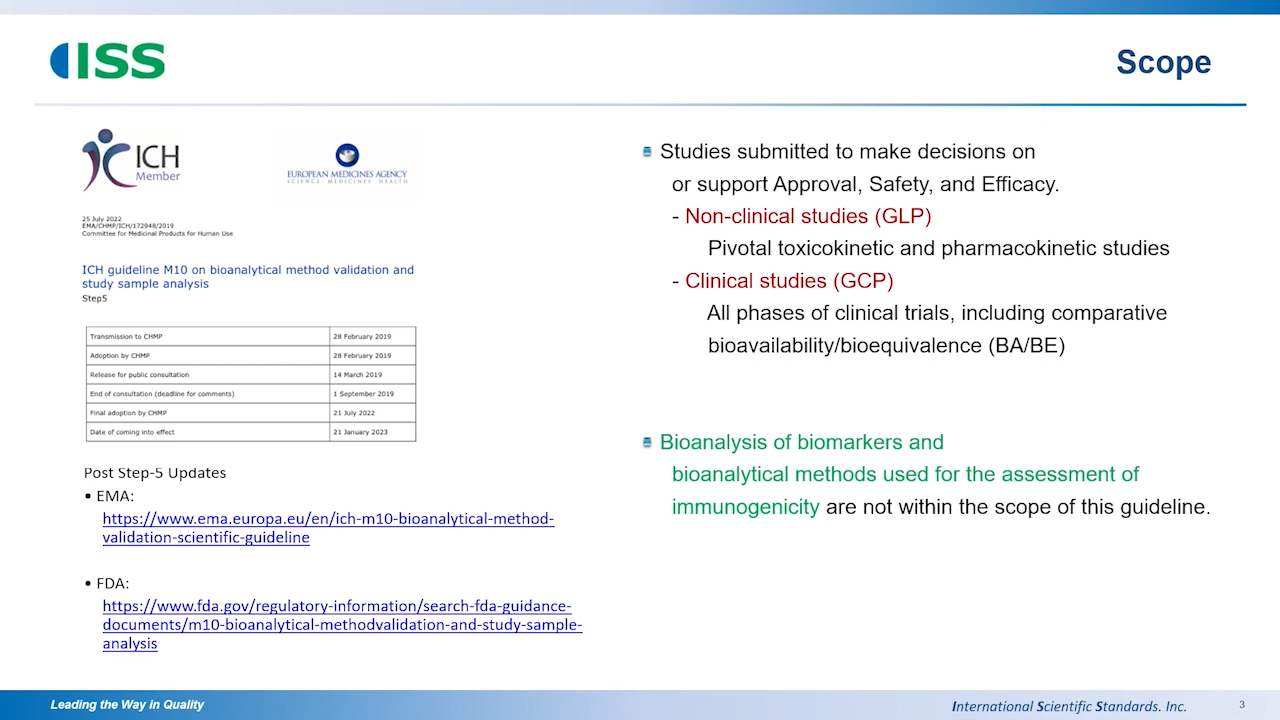 ISS
Scope
ICH
Member
EUROPEAN MEDICINES AGENCY
SCIENCE MEDICINES HEALTH
25 July 2022
EMA/CHMP/ICH/172948/2019
Committee for Medicinal Products for Human Use
ICH guideline M10 on bioanalytical method validation and
study sample analysis
Step5
Transmission to CHMP 28 February 2019
Adoption by CHMP 28 February 2019
Release for public consultation 14 March 2019
End of consultation (deadline for comments) 1 September 2019
Final adoption by CHMP 21 July 2022
Date of coming into effect 21 January 2023
Post Step-5 Updates
• EMA:
https://www.ema.europa.eu/en/ich-m10-bioanalytical-method-
validation-scientific-guideline
• FDA:
https://www.fda.gov/regulatory-information/search-fda-guidance-
documents/m10-bioanalytical-methodvalidation-and-study-sample-
analysis
Studies submitted to make decisions on
or support Approval, Safety, and Efficacy.
- Non-clinical studies (GLP)
Pivotal toxicokinetic and pharmacokinetic studies
- Clinical studies (GCP)
All phases of clinical trials, including comparative
bioavailability/bioequivalence (BA/BE)
Bioanalysis of biomarkers and
bioanalytical methods used for the assessment of
immunogenicity are not within the scope of this guideline.
Leading the Way in Quality
International Scientific Standards. Inc.
3